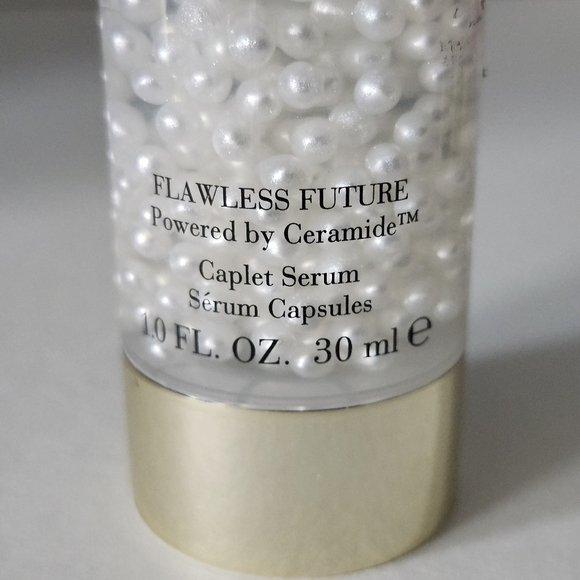 FLAWLESS FUTURE
Powered by Ceramide™
Caplet Serum
Sérum Capsules
1.0 FL. OZ. 30 ml ℮